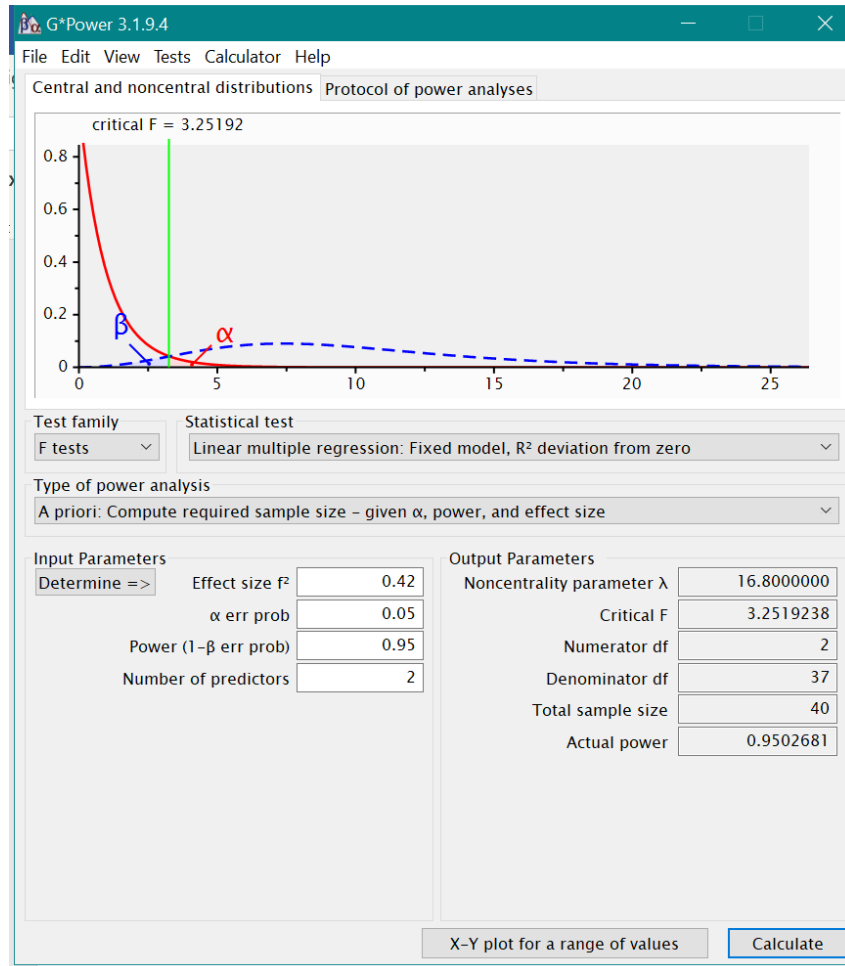 G*Power 3.1.9.4
File Edit View Tests Calculator Help
Central and noncentral distributions Protocol of power analyses
critical F = 3.25192
0.8
0.6
0.4
0.2
0
β
α
0 5 10 15 20 25
Test family Statistical test
F tests Linear multiple regression: Fixed model, R² deviation from zero
Type of power analysis
A priori: Compute required sample size – given α, power, and effect size
Input Parameters
Determine => Effect size f² 0.42
α err prob 0.05
Power (1-β err prob) 0.95
Number of predictors 2
Output Parameters
Noncentrality parameter λ 16.8000000
Critical F 3.2519238
Numerator df 2
Denominator df 37
Total sample size 40
Actual power 0.9502681
X-Y plot for a range of values Calculate